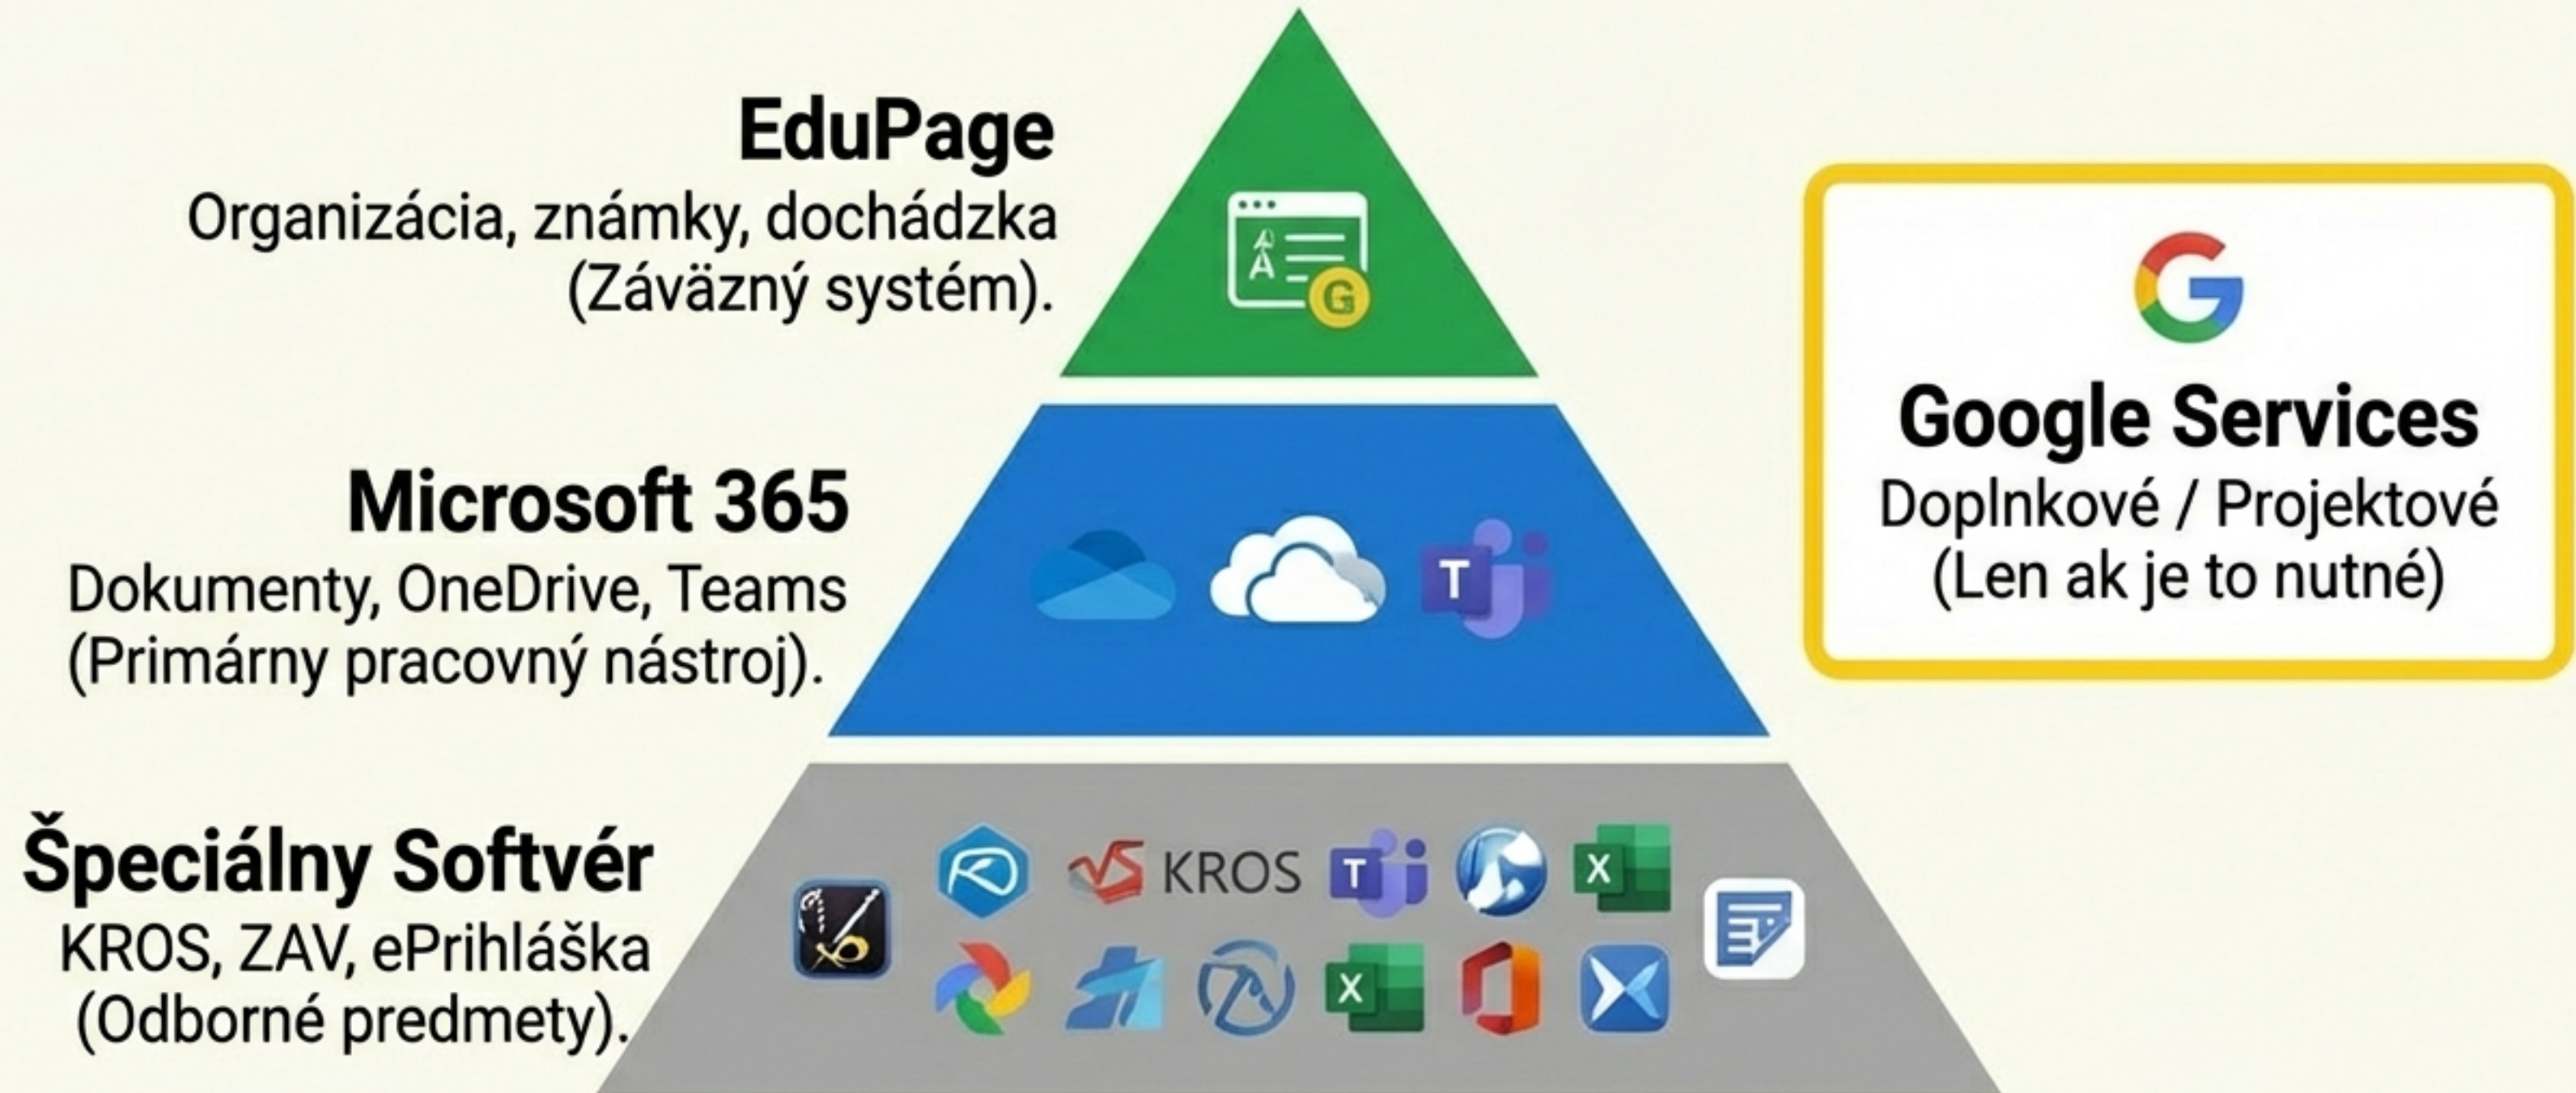 EduPage
Organizácia, známky, dochádzka
(Záväzný systém).
Microsoft 365
Dokumenty, OneDrive, Teams
(Primárny pracovný nástroj).
T
Google Services
Doplnkové / Projektové
(Len ak je to nutné)
Špeciálny Softvér
KROS, ZAV, ePrihláška
(Odborné predmety).
KROS
T
X
X